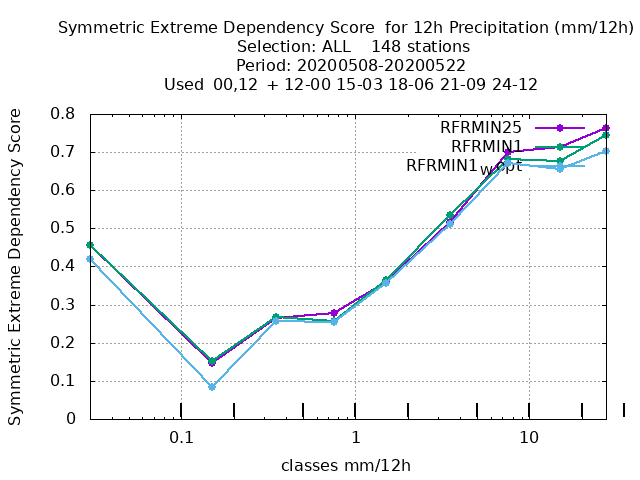 Symmetric Extreme Dependency Score for 12h Precipitation (mm/12h)
Selection: ALL 148 stations
Period: 20200508-20200522
Used 00,12 + 12-00 15-03 18-06 21-09 24-12
Symmetric Extreme Dependency Score
0.8
0.7
0.6
0.5
0.4
0.3
0.2
0.1
0
RFRMIN25
RFRMIN1
RFRMIN1wopt
0.1 1 10
classes mm/12h